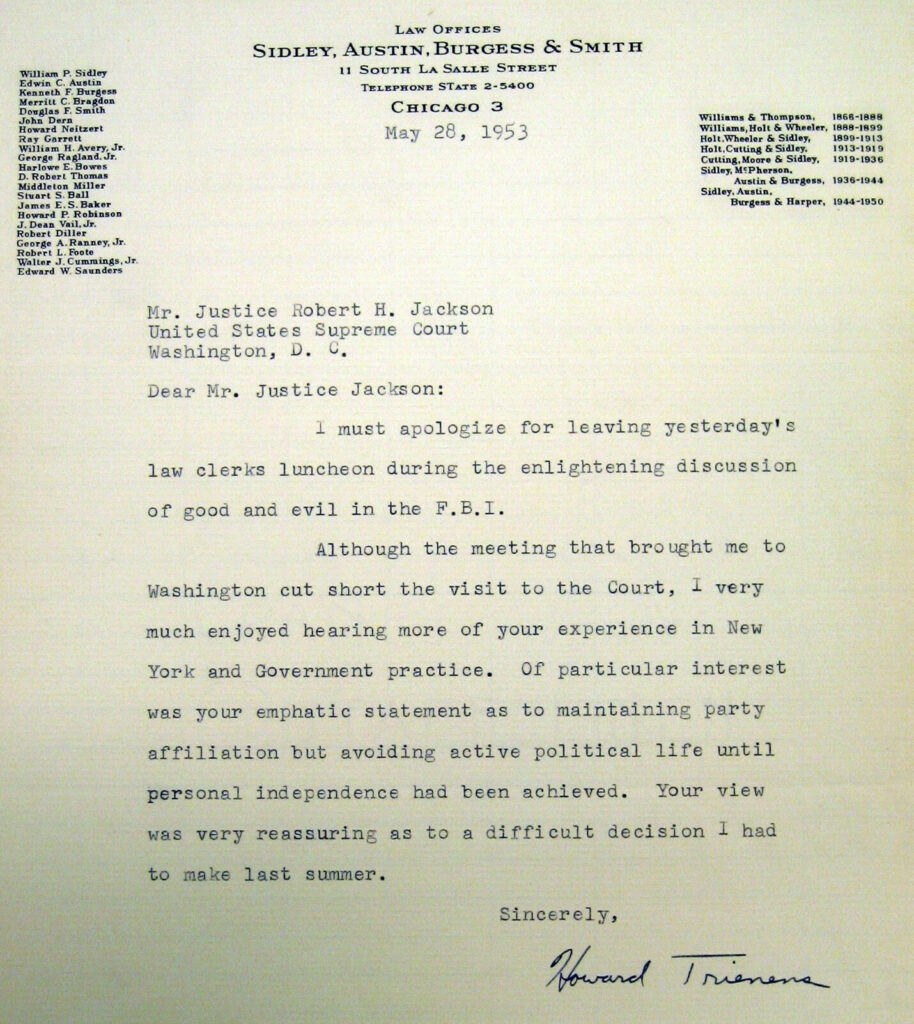 LAW OFFICES
SIDLEY, AUSTIN, BURGESS & SMITH
11 SOUTH LA SALLE STREET
TELEPHONE STATE 2-5400
CHICAGO 3
May 28, 1953
William P. Sidley
Edwin C. Austin
Kenneth F. Burgess
Merritt C. Bragdon
Douglas F. Smith
John Dern
Howard Neitzert
Ray Garrett
William H. Avery, Jr.
George Ragland, Jr.
Harlowe E. Bowes
D. Robert Thomas
Middleton Miller
Stuart S. Ball
James E. S. Baker
Howard P. Robinson
J. Dean Vail, Jr.
Robert Diller
George A. Ranney, Jr.
Robert L. Foote
Walter J. Cummings, Jr.
Edward W. Saunders
Williams & Thompson, 1866-1888
Williams, Holt & Wheeler, 1888-1899
Holt, Wheeler & Sidley, 1899-1913
Holt, Cutting & Sidley, 1913-1919
Cutting, Moore & Sidley, 1919-1936
Sidley, McPherson,
Austin & Burgess, 1936-1944
Sidley, Austin,
Burgess & Harper, 1944-1950
Mr. Justice Robert H. Jackson
United States Supreme Court
Washington, D. C.
Dear Mr. Justice Jackson:
I must apologize for leaving yesterday's
law clerks luncheon during the enlightening discussion
of good and evil in the F.B.I.
Although the meeting that brought me to
Washington cut short the visit to the Court, I very
much enjoyed hearing more of your experience in New
York and Government practice. Of particular interest
was your emphatic statement as to maintaining party
affiliation but avoiding active political life until
personal independence had been achieved. Your view
was very reassuring as to a difficult decision I had
to make last summer.
Sincerely,
Howard Trienens